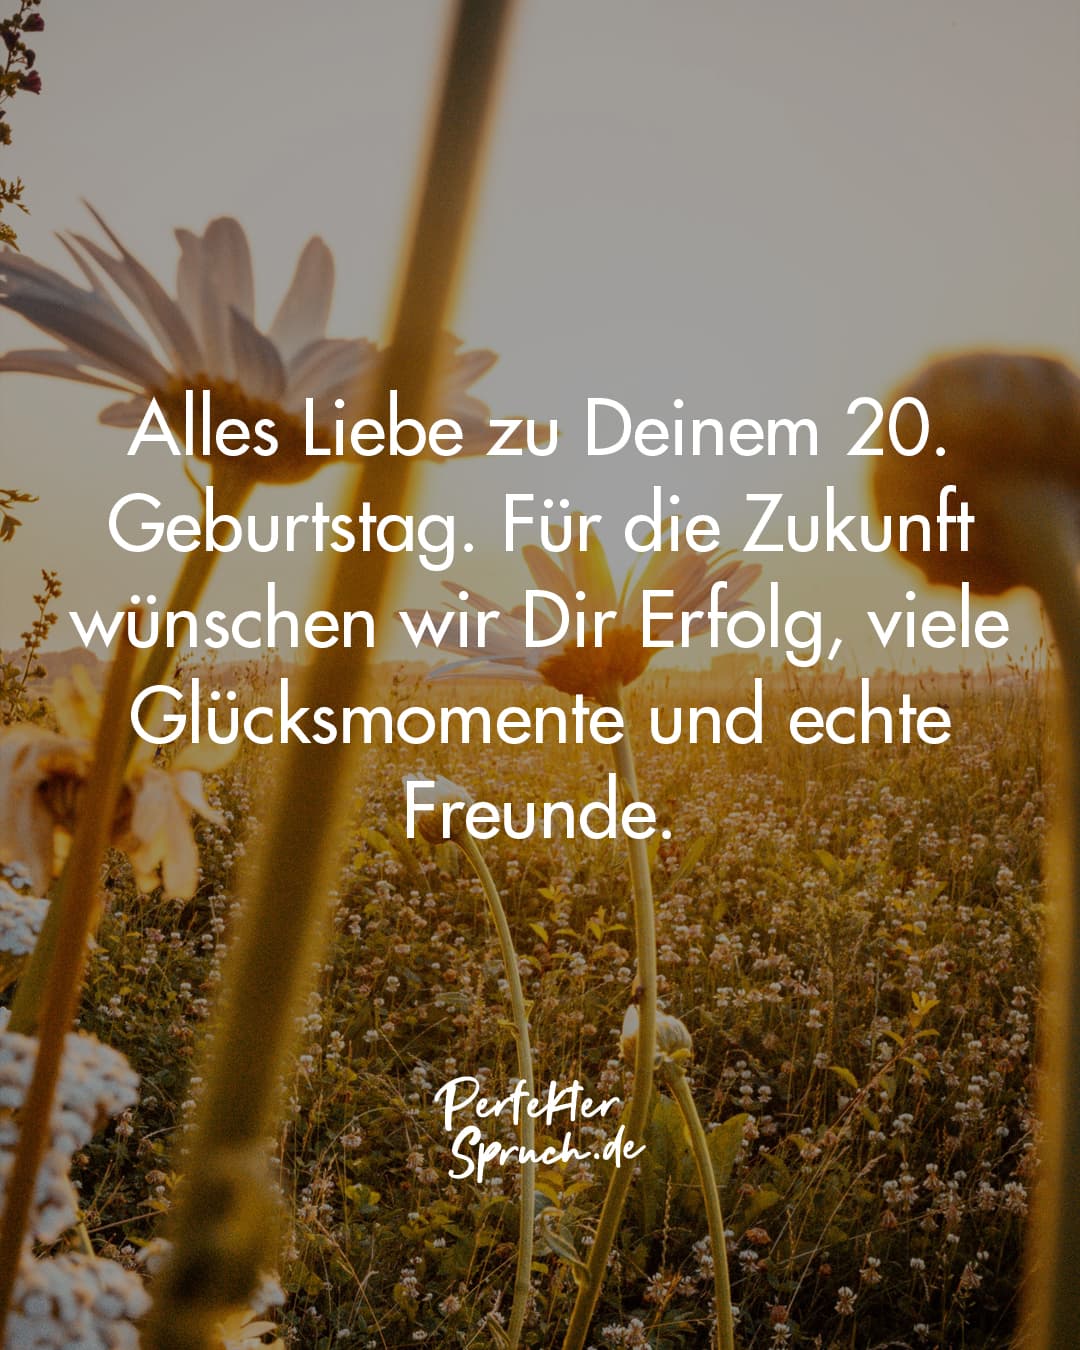 Alles Liebe zu Deinem 20.
Geburtstag. Für die Zukunft
wünschen wir Dir Erfolg, viele
Glücksmomente und echte
Freunde.
Perfekter
Spruch.de